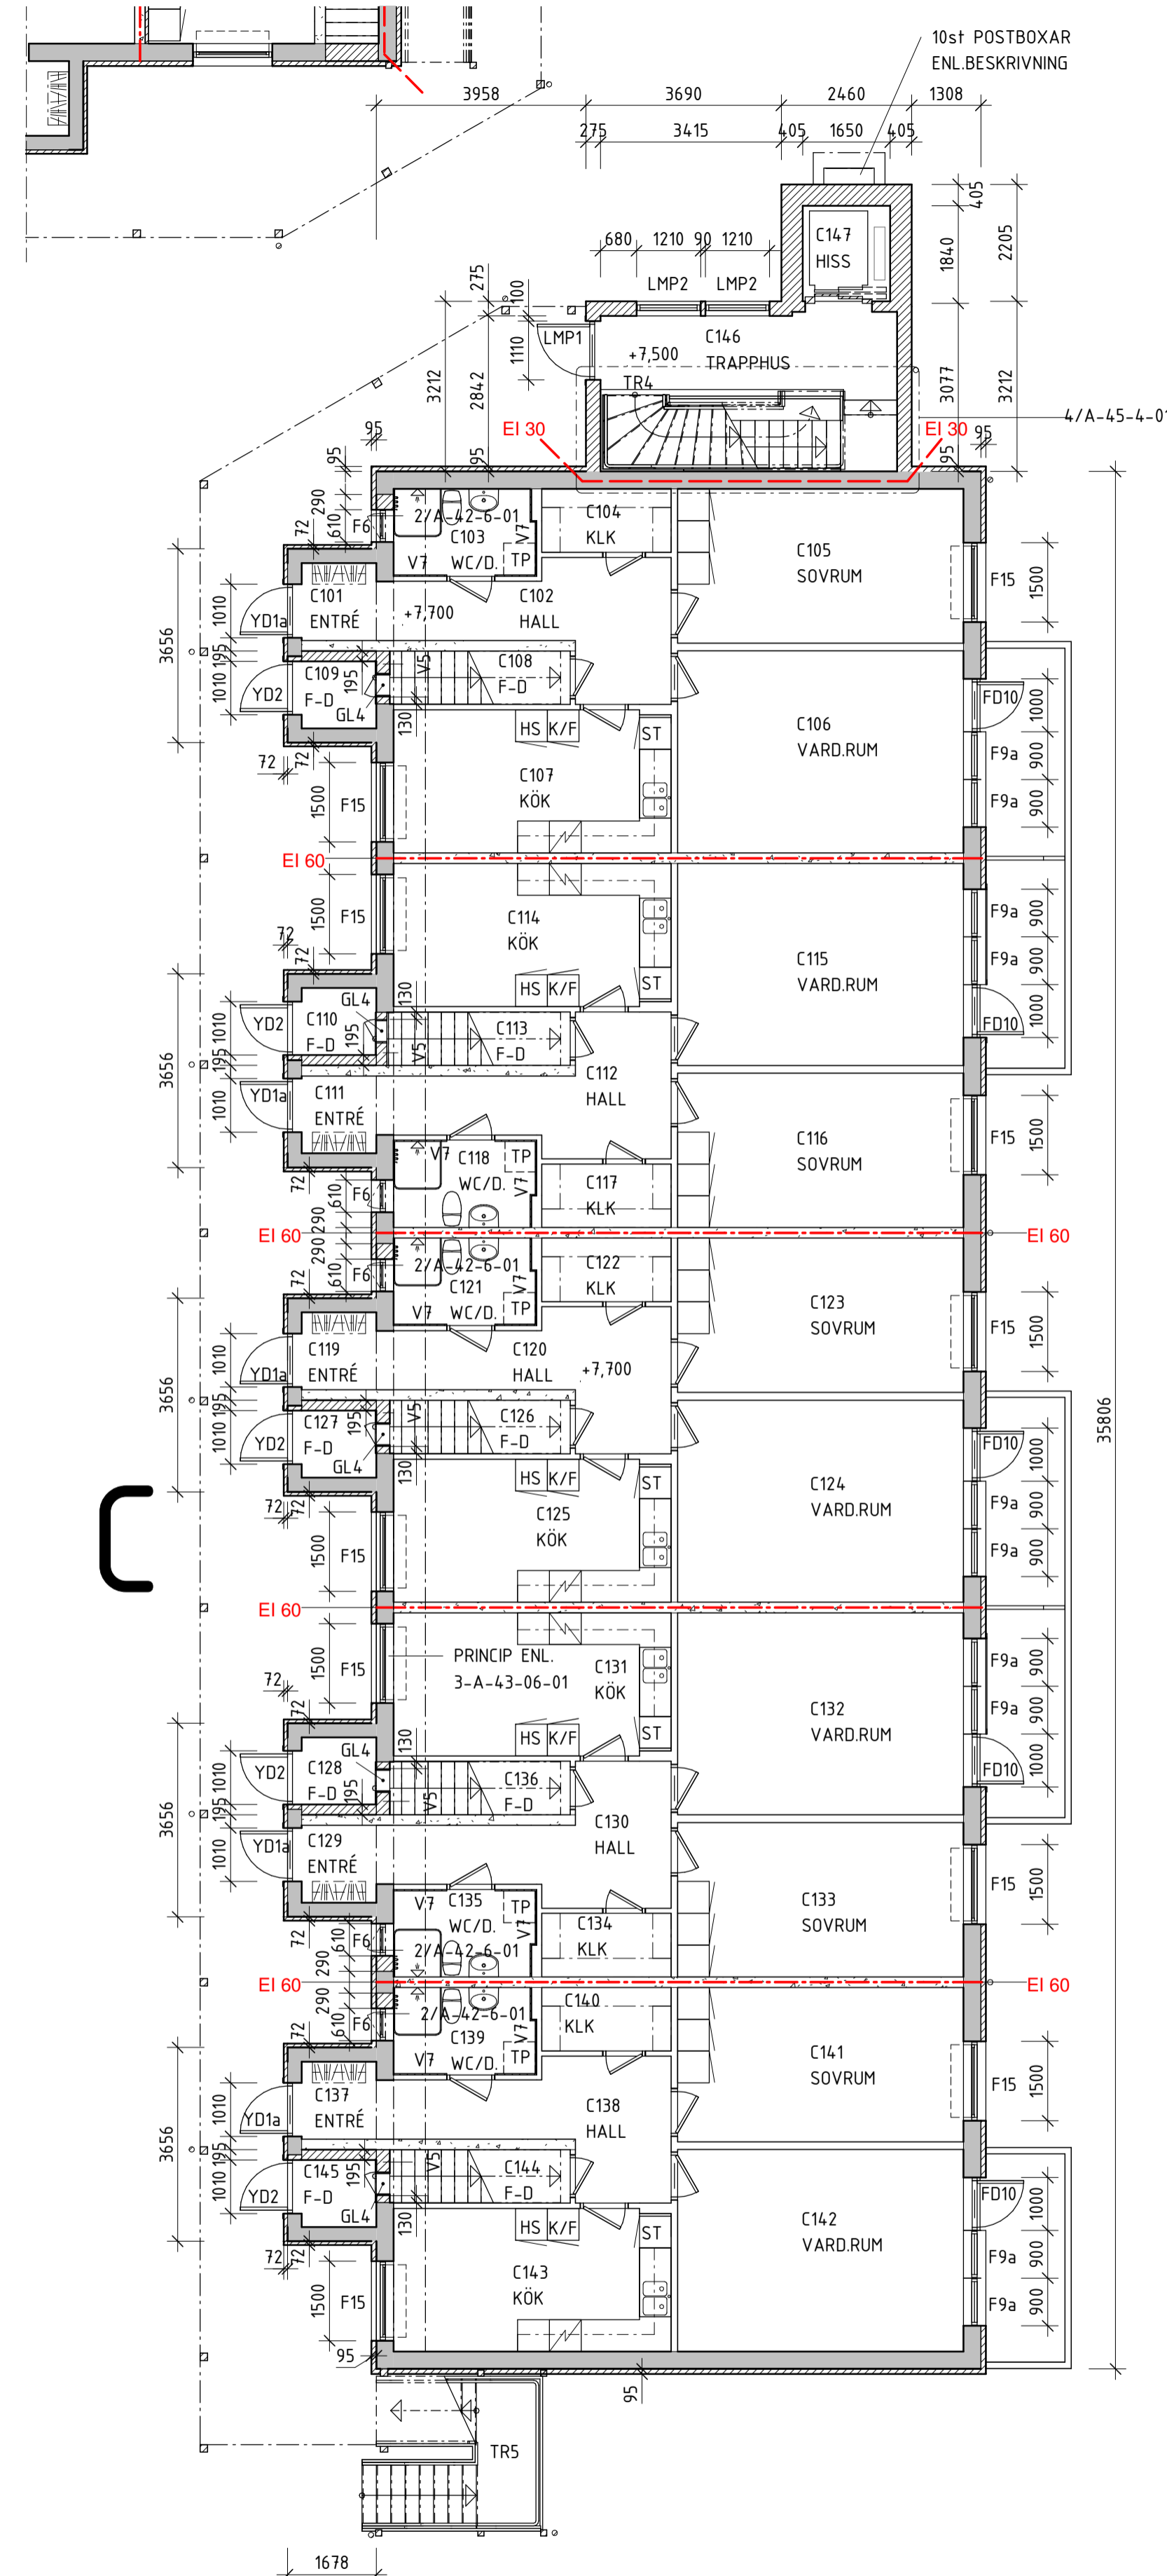 10st POSTBOXAR
ENL.BESKRIVNING
3958
3690
2460
1308
275
3415
405
1650
405
405
1840
2205
C147
HISS
680
1210
90
1210
275
100
LMP2
LMP2
LMP1
C146
TRAPPHUS
+7,500
TR4
1110
3212
2842
3077
3212
4/A-45-4-01
EI 30
EI 30
95
95
95
95
95
290
610
72
F6
2/A-42-6-01
C103
WC/D.
V7
V7
TP
C104
KLK
C105
SOVRUM
F15
1500
C101
ENTRÉ
+7,700
C102
HALL
1010
YD1a
3656
195
1010
YD2
C109
F-D
GL4
195
V5
C108
F-D
130
HS
K/F
ST
C106
VARD.RUM
FD10
1000
F9a
900
F9a
900
72
72
1500
F15
C107
KÖK
EI 60
1500
F15
C114
KÖK
C115
VARD.RUM
F9a
900
F9a
900
FD10
1000
72
72
HS
K/F
ST
130
GL4
C110
F-D
195
V5
C113
F-D
YD2
1010
195
3656
YD1a
1010
C111
ENTRÉ
C112
HALL
C116
SOVRUM
F15
1500
72
610
F6
290
V7
C118
WC/D.
V7
TP
C117
KLK
EI 60
EI 60
290
610
72
F6
2/A-42-6-01
C121
WC/D.
V7
V7
TP
C122
KLK
C123
SOVRUM
F15
1500
C119
ENTRÉ
C120
HALL
+7,700
1010
YD1a
3656
195
1010
YD2
C127
F-D
GL4
195
V5
C126
F-D
130
HS
K/F
ST
C124
VARD.RUM
FD10
1000
F9a
900
F9a
900
35806
C
72
72
1500
F15
C125
KÖK
EI 60
1500
F15
PRINCIP ENL.
3-A-43-06-01
C131
KÖK
C132
VARD.RUM
F9a
900
F9a
900
FD10
1000
72
72
HS
K/F
ST
130
GL4
C128
F-D
195
V5
C136
F-D
YD2
1010
195
3656
YD1a
1010
C129
ENTRÉ
C130
HALL
C133
SOVRUM
F15
1500
72
610
F6
290
V7
C135
WC/D.
V7
TP
2/A-42-6-01
C134
KLK
EI 60
EI 60
290
610
72
F6
2/A-42-6-01
C139
WC/D.
V7
V7
TP
C140
KLK
C141
SOVRUM
F15
1500
C137
ENTRÉ
C138
HALL
1010
YD1a
3656
195
1010
YD2
C145
F-D
GL4
195
V5
C144
F-D
130
HS
K/F
ST
C142
VARD.RUM
FD10
1000
F9a
900
F9a
900
72
72
1500
F15
C143
KÖK
95
95
TR5
1678